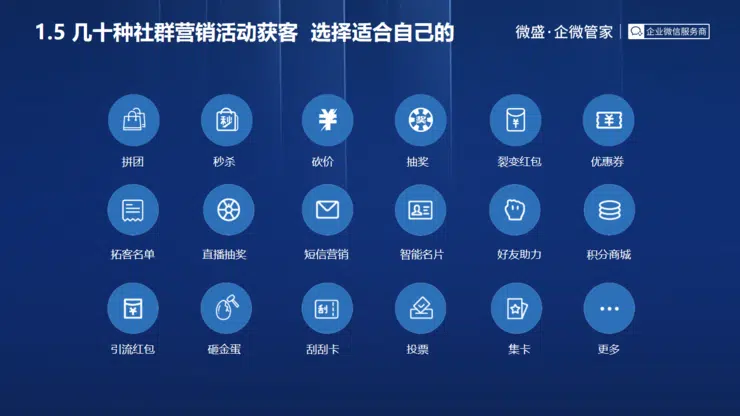 1.5 几十种社群营销活动获客 选择适合自己的
微盛·企微管家
企业微信服务商
秒
奖
拼团 秒杀 砍价 抽奖 裂变红包 优惠券
拓客名单 直播抽奖 短信营销 智能名片 好友助力 积分商城
刮
引流红包 砸金蛋 刮刮卡 投票 集卡 更多